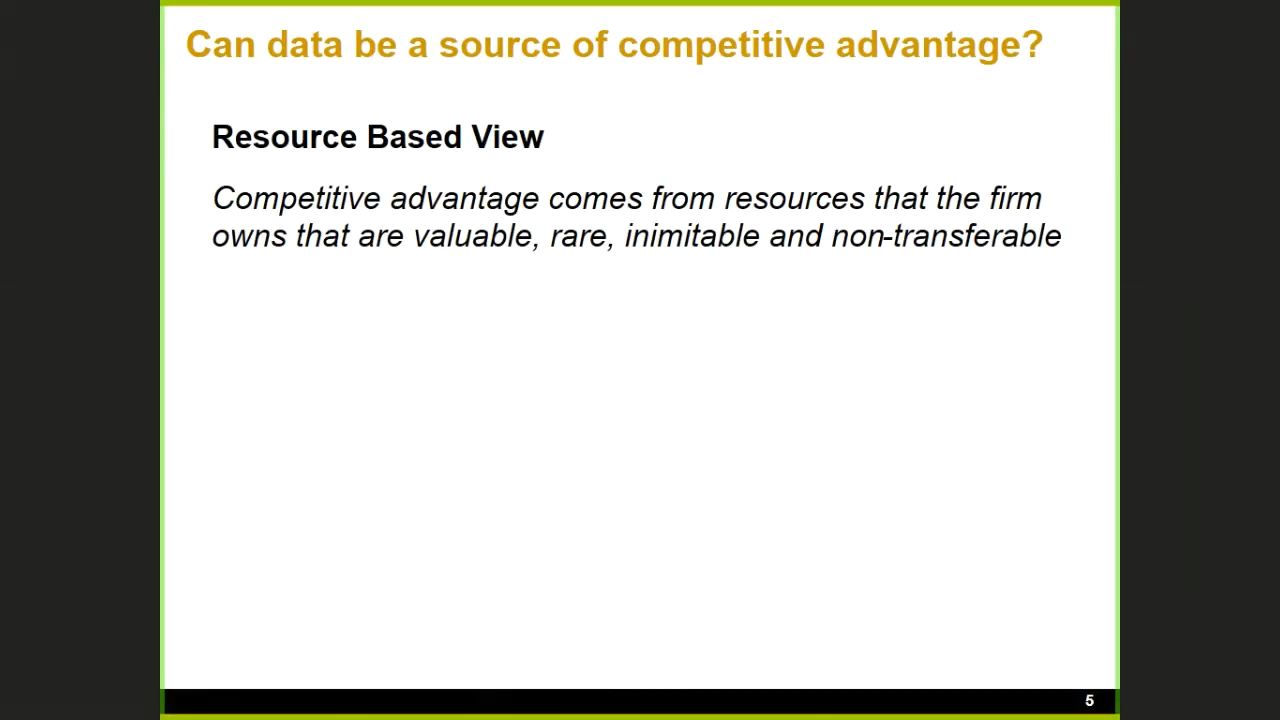 Can data be a source of competitive advantage?
Resource Based View
Competitive advantage comes from resources that the firm
owns that are valuable, rare, inimitable and non-transferable
5